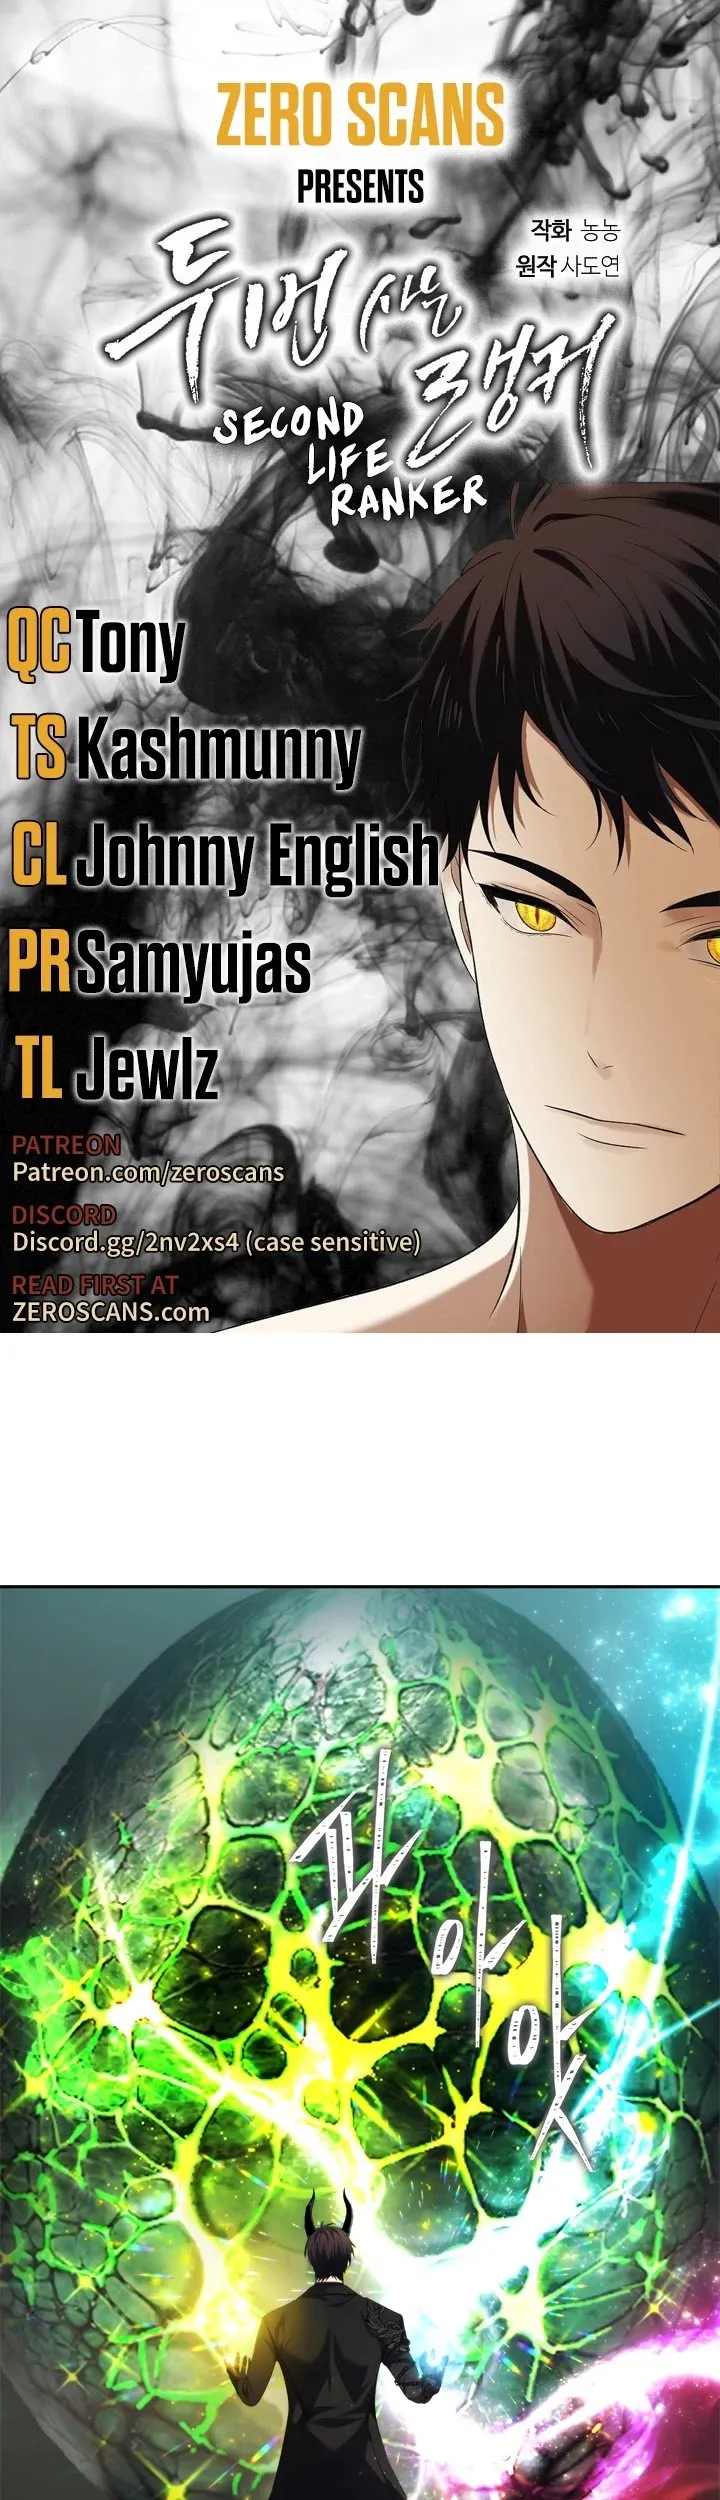 ZERO SCANS
PRESENTS
작화 농농
원작 사도연
두 번 사는
랭커
SECOND
LIFE
RANKER
QC Tony
TS Kashmunny
CL Johnny English
PR Samyujas
TL Jewlz
PATREON
Patreon.com/zeroscans
DISCORD
Discord.gg/2nv2xs4 (case sensitive)
READ FIRST AT
ZEROSCANS.com
콰아아앗